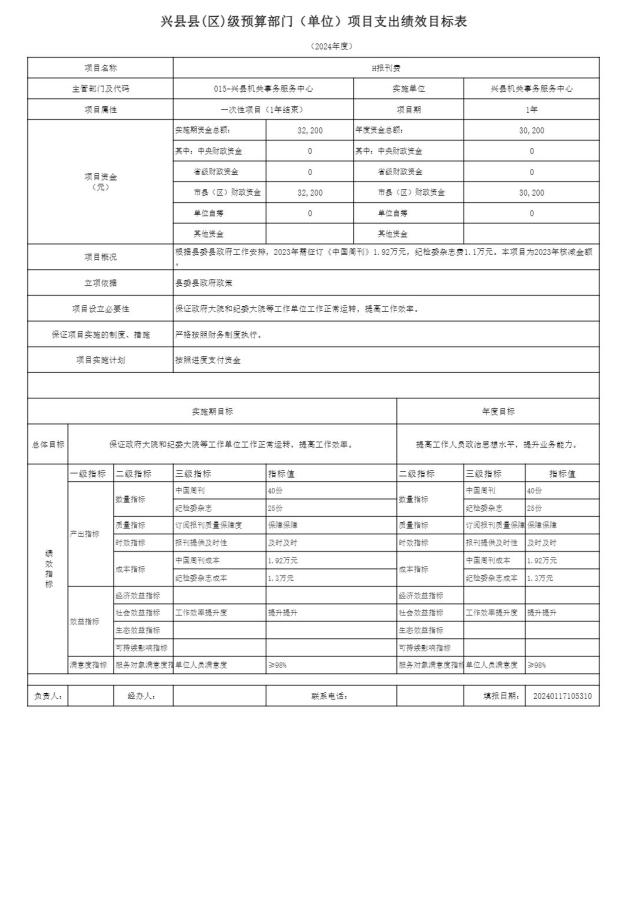 兴县县(区)级预算部门（单位）项目支出绩效目标表
（2024年度）
项目名称 H报刊费
主管部门及代码 015-兴县机关事务服务中心 实施单位 兴县机关事务服务中心
项目属性 一次性项目（1年结束） 项目期 1年
项目资金（元）
实施期资金总额： 32,200 年度资金总额： 30,200
其中：中央财政资金 0 其中：中央财政资金 0
省级财政资金 0 省级财政资金 0
市县（区）财政资金 32,200 市县（区）财政资金 30,200
单位自筹 0 单位自筹 0
其他资金 其他资金
项目概况 根据县委县政府工作安排，2023年需征订《中国周刊》1.92万元，纪检委杂志费1.1万元。本项目为2023年核减金额
。
立项依据 县委县政府政策
项目设立必要性 保证政府大院和纪委大院等工作单位工作正常运转，提高工作效率。
保证项目实施的制度、措施 严格按照财务制度执行。
项目实施计划 按照进度支付资金
实施期目标 年度目标
总体目标 保证政府大院和纪委大院等工作单位工作正常运转，提高工作效率。 提高工作人员政治思想水平，提升业务能力。
绩效指标
一级指标 二级指标 三级指标 指标值 二级指标 三级指标 指标值
产出指标
数量指标 中国周刊 40份 数量指标 中国周刊 40份
纪检委杂志 25份 纪检委杂志 25份
质量指标 订阅报刊质量保障度 保障保障 质量指标 订阅报刊质量保障 保障保障
时效指标 报刊提供及时性 及时及时 时效指标 报刊提供及时性 及时及时
成本指标 中国周刊成本 1.92万元 成本指标 中国周刊成本 1.92万元
纪检委杂志成本 1.3万元 纪检委杂志成本 1.3万元
效益指标
经济效益指标 经济效益指标
社会效益指标 工作效率提升度 提升提升 社会效益指标 工作效率提升度 提升提升
生态效益指标 生态效益指标
可持续影响指标 可持续影响指标
满意度指标 服务对象满意度指标 单位人员满意度 ≥98% 服务对象满意度指标 单位人员满意度 ≥98%
负责人： 经办人： 联系电话： 填报日期： 20240117105310